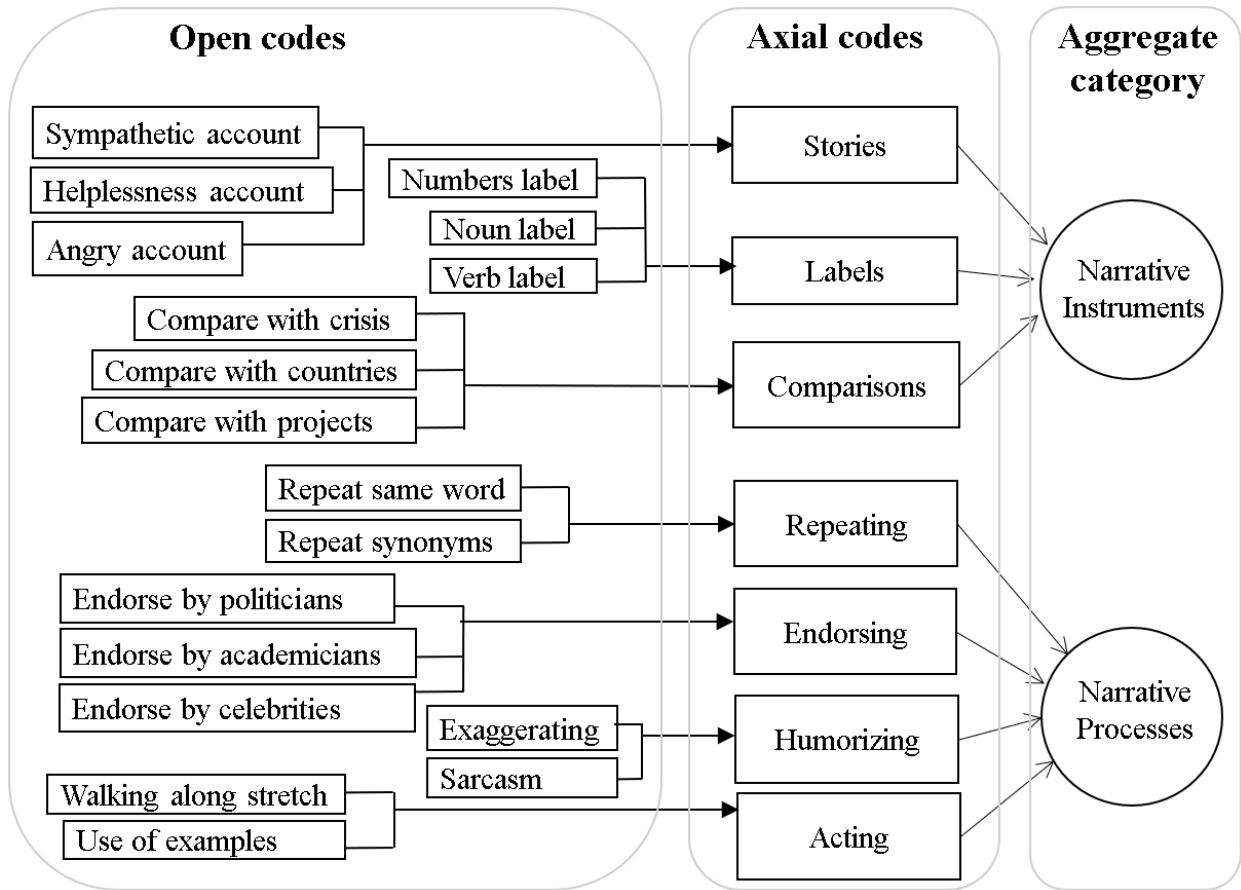 Open codes
Axial codes
Aggregate
category
Sympathetic account
Helplessness account
Angry account
Numbers label
Noun label
Verb label
Compare with crisis
Compare with countries
Compare with projects
Repeat same word
Repeat synonyms
Endorse by politicians
Endorse by academicians
Endorse by celebrities
Exaggerating
Sarcasm
Walking along stretch
Use of examples
Stories
Labels
Comparisons
Repeating
Endorsing
Humorizing
Acting
Narrative
Instruments
Narrative
Processes